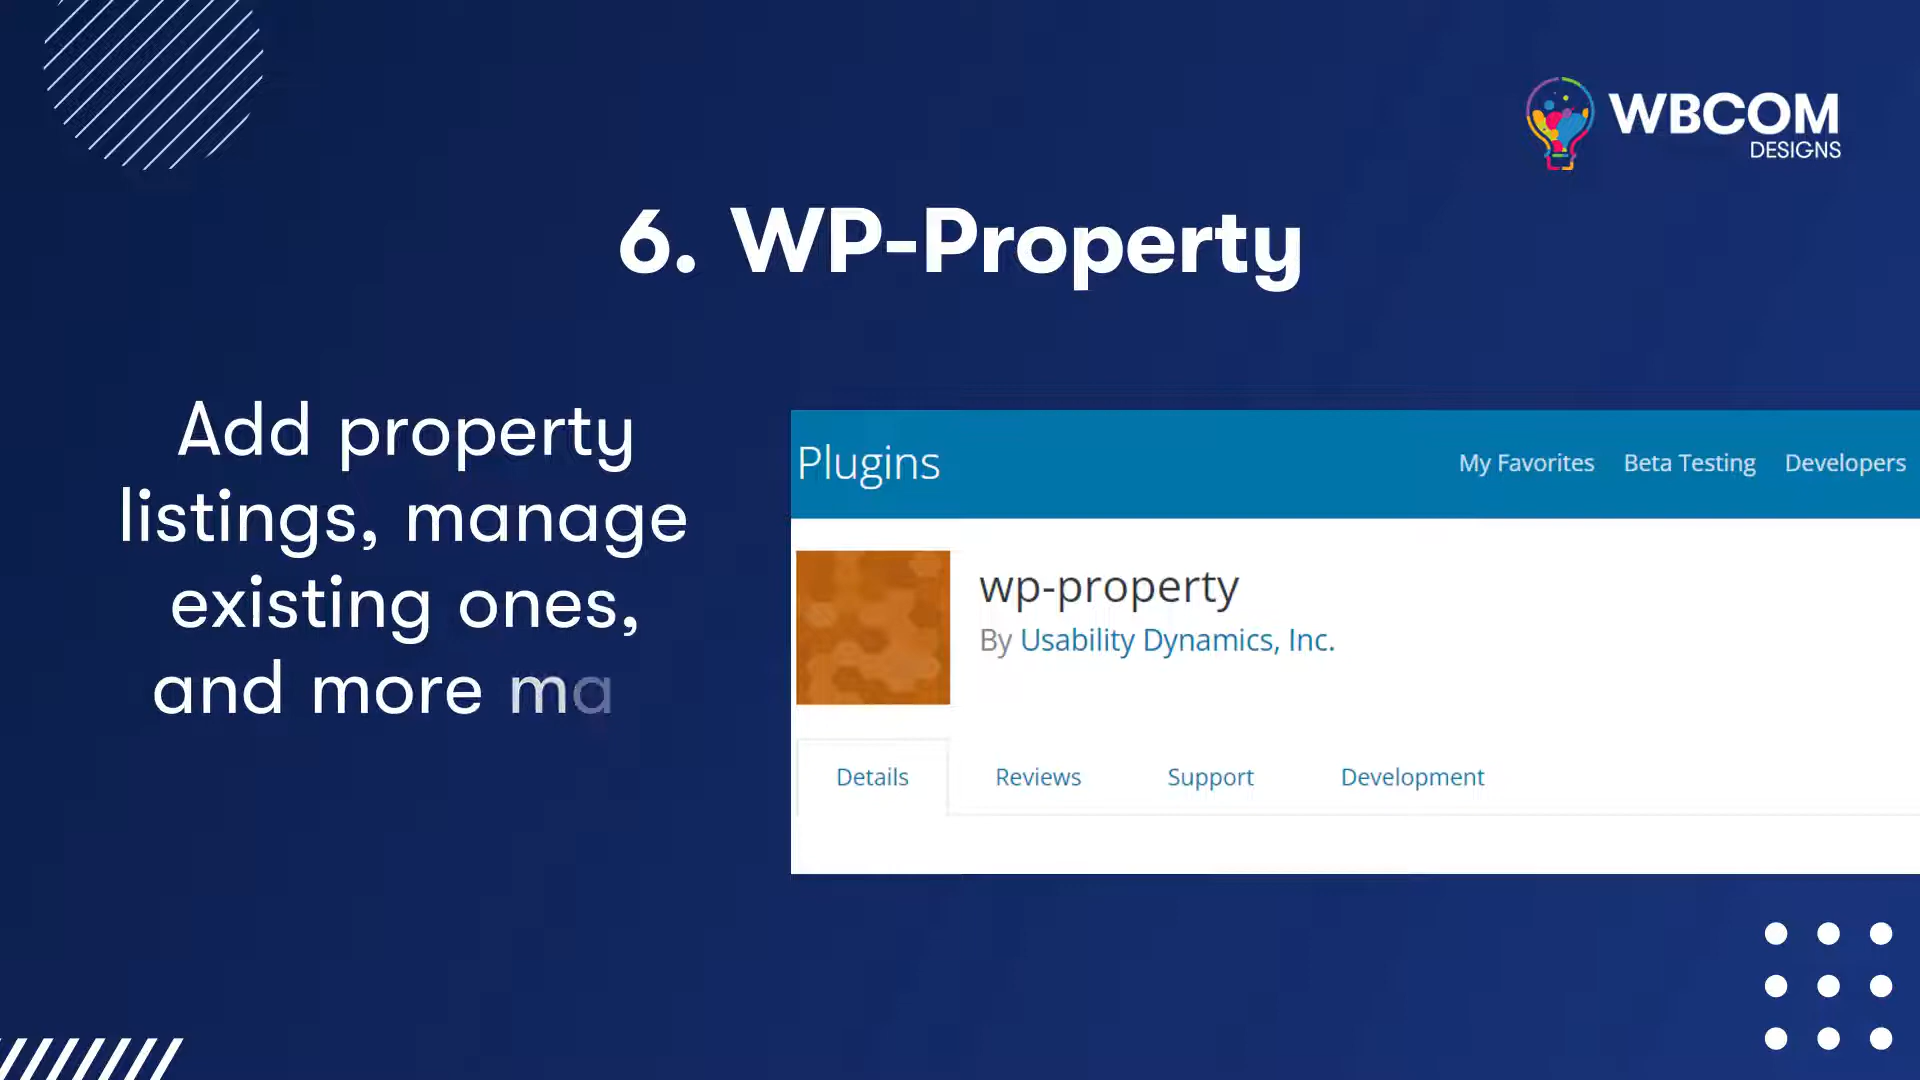 WBCOM
DESIGNS
6. WP-Property
Add property
listings, manage
existing ones,
and more ma
Plugins
My Favorites Beta Testing Developers
wp-property
By Usability Dynamics, Inc.
Details Reviews Support Development